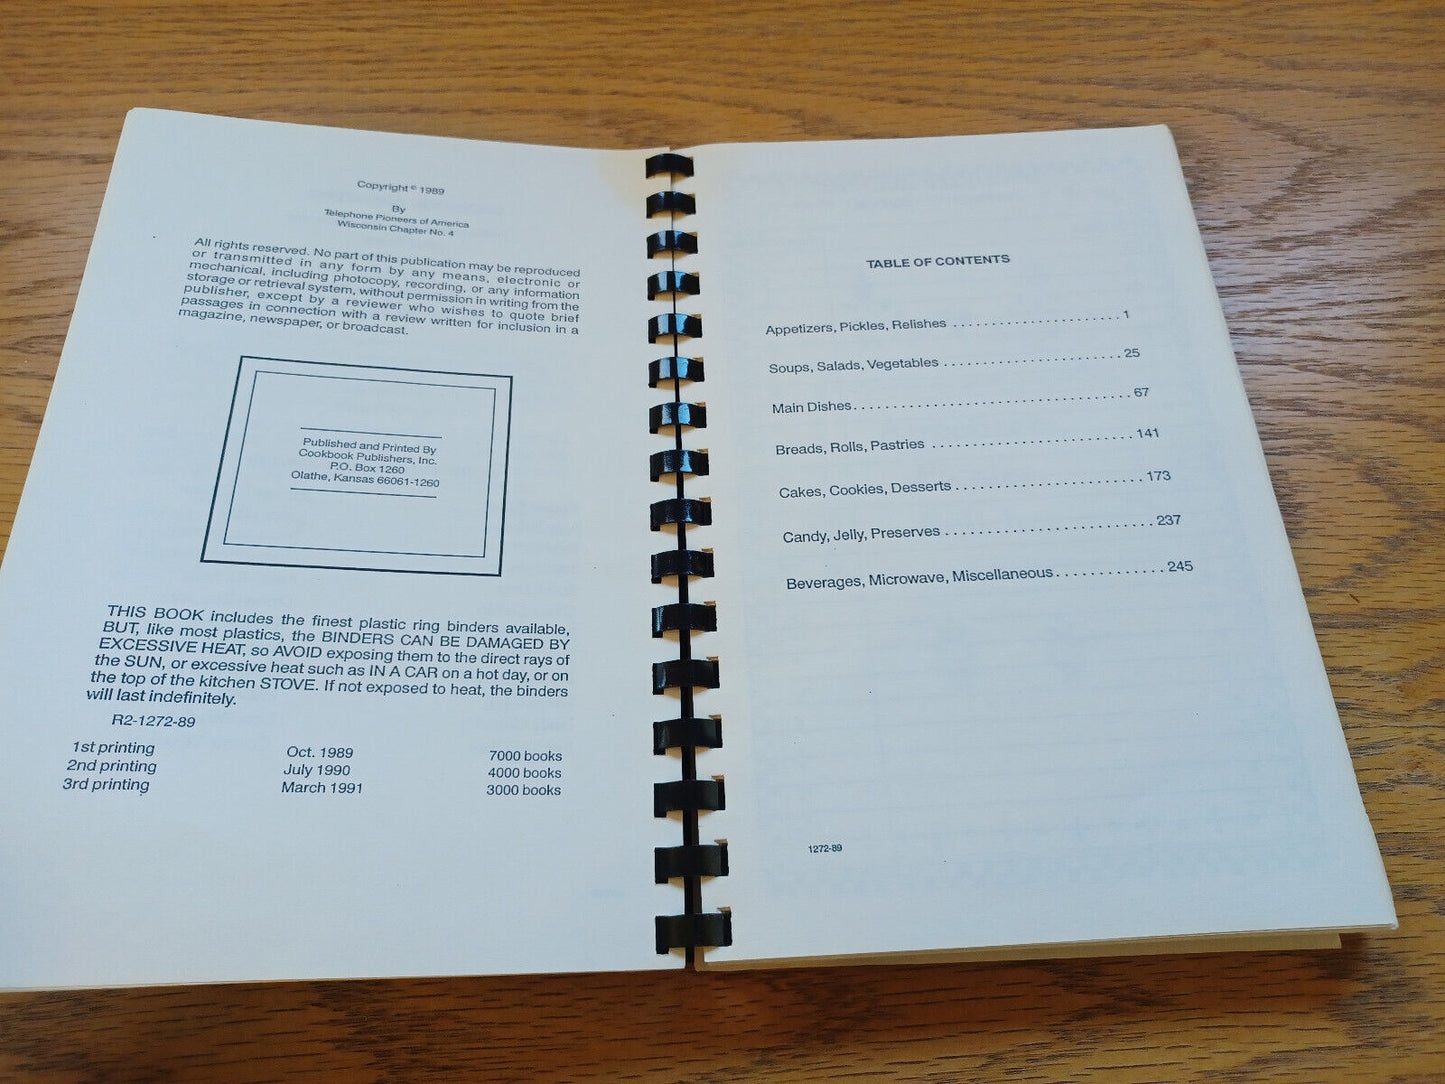 Copyright © 1989
By
Telephone Pioneers of America
Wisconsin Chapter No. 4
All rights reserved. No part of this publication may be reproduced
or transmitted in any form by any means, electronic or
mechanical, including photocopy, recording, or any information
storage or retrieval system, without permission in writing from the
publisher, except by a reviewer who wishes to quote brief
passages in connection with a review written for inclusion in a
magazine, newspaper, or broadcast.
Published and Printed By
Cookbook Publishers, Inc.
P.O. Box 1260
Olathe, Kansas 66061-1260
THIS BOOK includes the finest plastic ring binders available,
BUT, like most plastics, the BINDERS CAN BE DAMAGED BY
EXCESSIVE HEAT, so AVOID exposing them to the direct rays of
the SUN, or excessive heat such as IN A CAR on a hot day, or on
the top of the kitchen STOVE. If not exposed to heat, the binders
will last indefinitely.
R2-1272-89
1st printing Oct. 1989 7000 books
2nd printing July 1990 4000 books
3rd printing March 1991 3000 books
TABLE OF CONTENTS
Appetizers, Pickles, Relishes . . . . . . . . . . . . . . . . . . . . . . 1
Soups, Salads, Vegetables . . . . . . . . . . . . . . . . . . . . . . . 25
Main Dishes . . . . . . . . . . . . . . . . . . . . . . . . . . . . . . . . . . . 67
Breads, Rolls, Pastries . . . . . . . . . . . . . . . . . . . . . . . . . . 141
Cakes, Cookies, Desserts . . . . . . . . . . . . . . . . . . . . . . . . 173
Candy, Jelly, Preserves . . . . . . . . . . . . . . . . . . . . . . . . . . 237
Beverages, Microwave, Miscellaneous . . . . . . . . . . . . . 245
1272-89